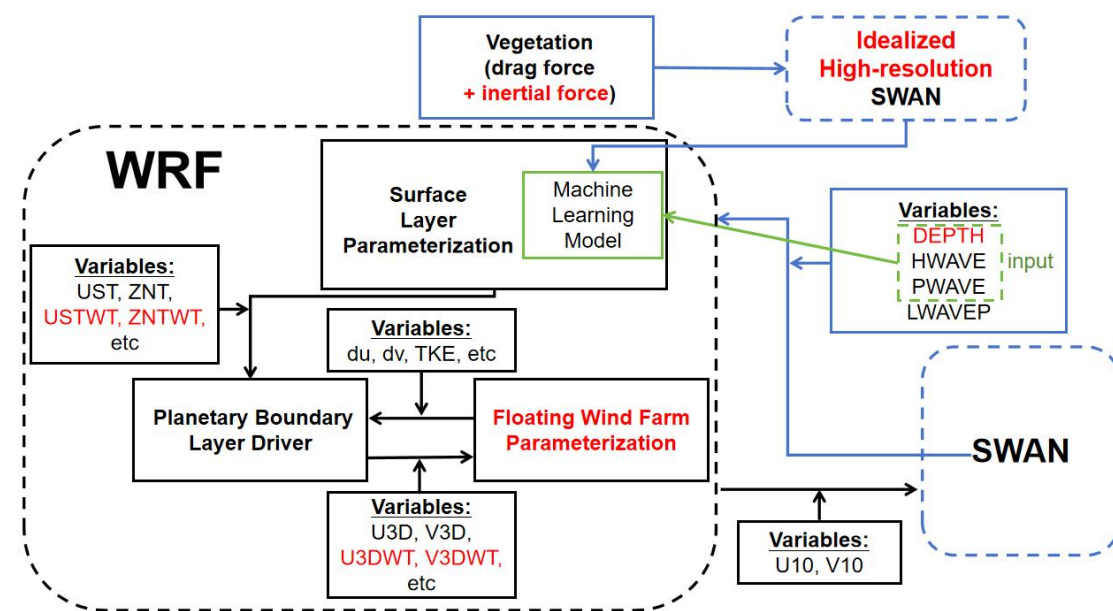 Vegetation
(drag force
+ inertial force)
Idealized
High-resolution
SWAN
WRF
Surface
Layer
Parameterization
Machine
Learning
Model
Variables:
DEPTH
HWAVE
PWAVE
LWAVEP
input
Variables:
UST, ZNT,
USTWT, ZNTWT,
etc
Variables:
du, dv, TKE, etc
Planetary Boundary
Layer Driver
Floating Wind Farm
Parameterization
SWAN
Variables:
U3D, V3D,
U3DWT, V3DWT,
etc
Variables:
U10, V10